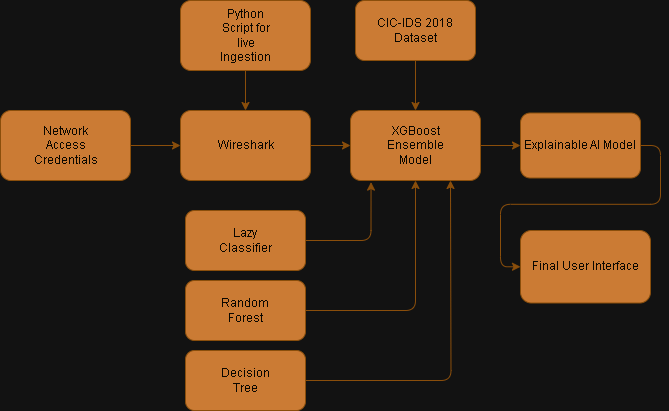 Python
Script for
live
Ingestion
CIC-IDS 2018
Dataset
Network
Access
Credentials
Wireshark
XGBoost
Ensemble
Model
Explainable AI Model
Lazy
Classifier
Final User Interface
Random
Forest
Decision
Tree